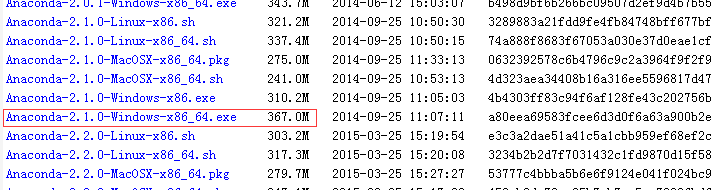 Anaconda-2.0.1-Windows-x86_64.exe 343.7M 2014-06-12 15:03:07
Anaconda-2.1.0-Linux-x86.sh 321.2M 2014-09-25 10:50:30 3289883a21fdd9fe4fb84748bff677bf
Anaconda-2.1.0-Linux-x86_64.sh 337.4M 2014-09-25 10:50:15 74a888f8683f67053a030e37d0eae1cf
Anaconda-2.1.0-MacOSX-x86_64.pkg 275.0M 2014-09-25 11:33:13 0632392578c6b4796c9c2a3964f9f2f9
Anaconda-2.1.0-MacOSX-x86_64.sh 241.0M 2014-09-25 10:53:13 4d323aea34408b16a316ee5596817d47
Anaconda-2.1.0-Windows-x86.exe 310.2M 2014-09-25 11:05:03 4b4303ff83c94f6af128fe43c202756b
Anaconda-2.1.0-Windows-x86_64.exe 367.0M 2014-09-25 11:07:11 a80eea69583fcee6d3d0f6a63a900b2e
Anaconda-2.2.0-Linux-x86.sh 303.2M 2015-03-25 15:19:54 e3c3a2dae51a41c5a1cbb959ef68ef2c
Anaconda-2.2.0-Linux-x86_64.sh 317.3M 2015-03-25 15:20:08 3234b2b2d7f7031432c1fd9870d15f58
Anaconda-2.2.0-MacOSX-x86_64.pkg 279.7M 2015-03-25 15:27:27 53777c4bbba5b6e6f9124e041f024bc9